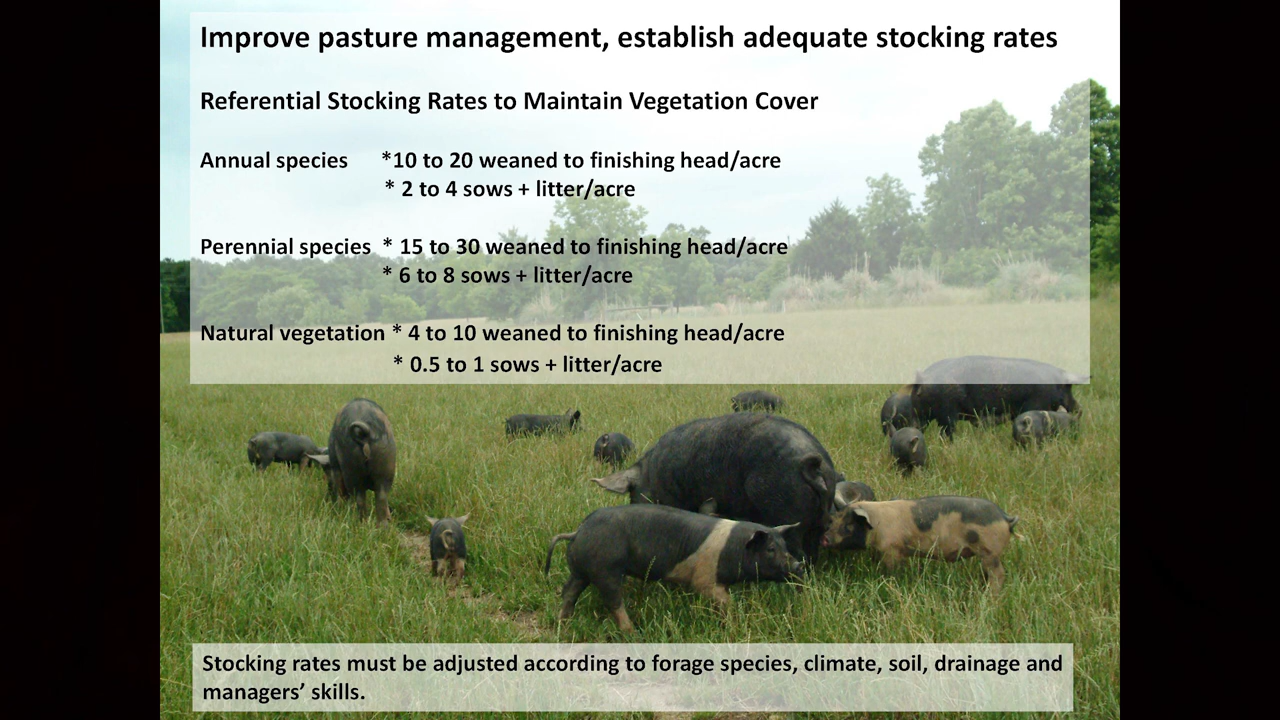 Improve pasture management, establish adequate stocking rates
Referential Stocking Rates to Maintain Vegetation Cover
Annual species *10 to 20 weaned to finishing head/acre
* 2 to 4 sows + litter/acre
Perennial species * 15 to 30 weaned to finishing head/acre
* 6 to 8 sows + litter/acre
Natural vegetation * 4 to 10 weaned to finishing head/acre
* 0.5 to 1 sows + litter/acre
Stocking rates must be adjusted according to forage species, climate, soil, drainage and
managers’ skills.